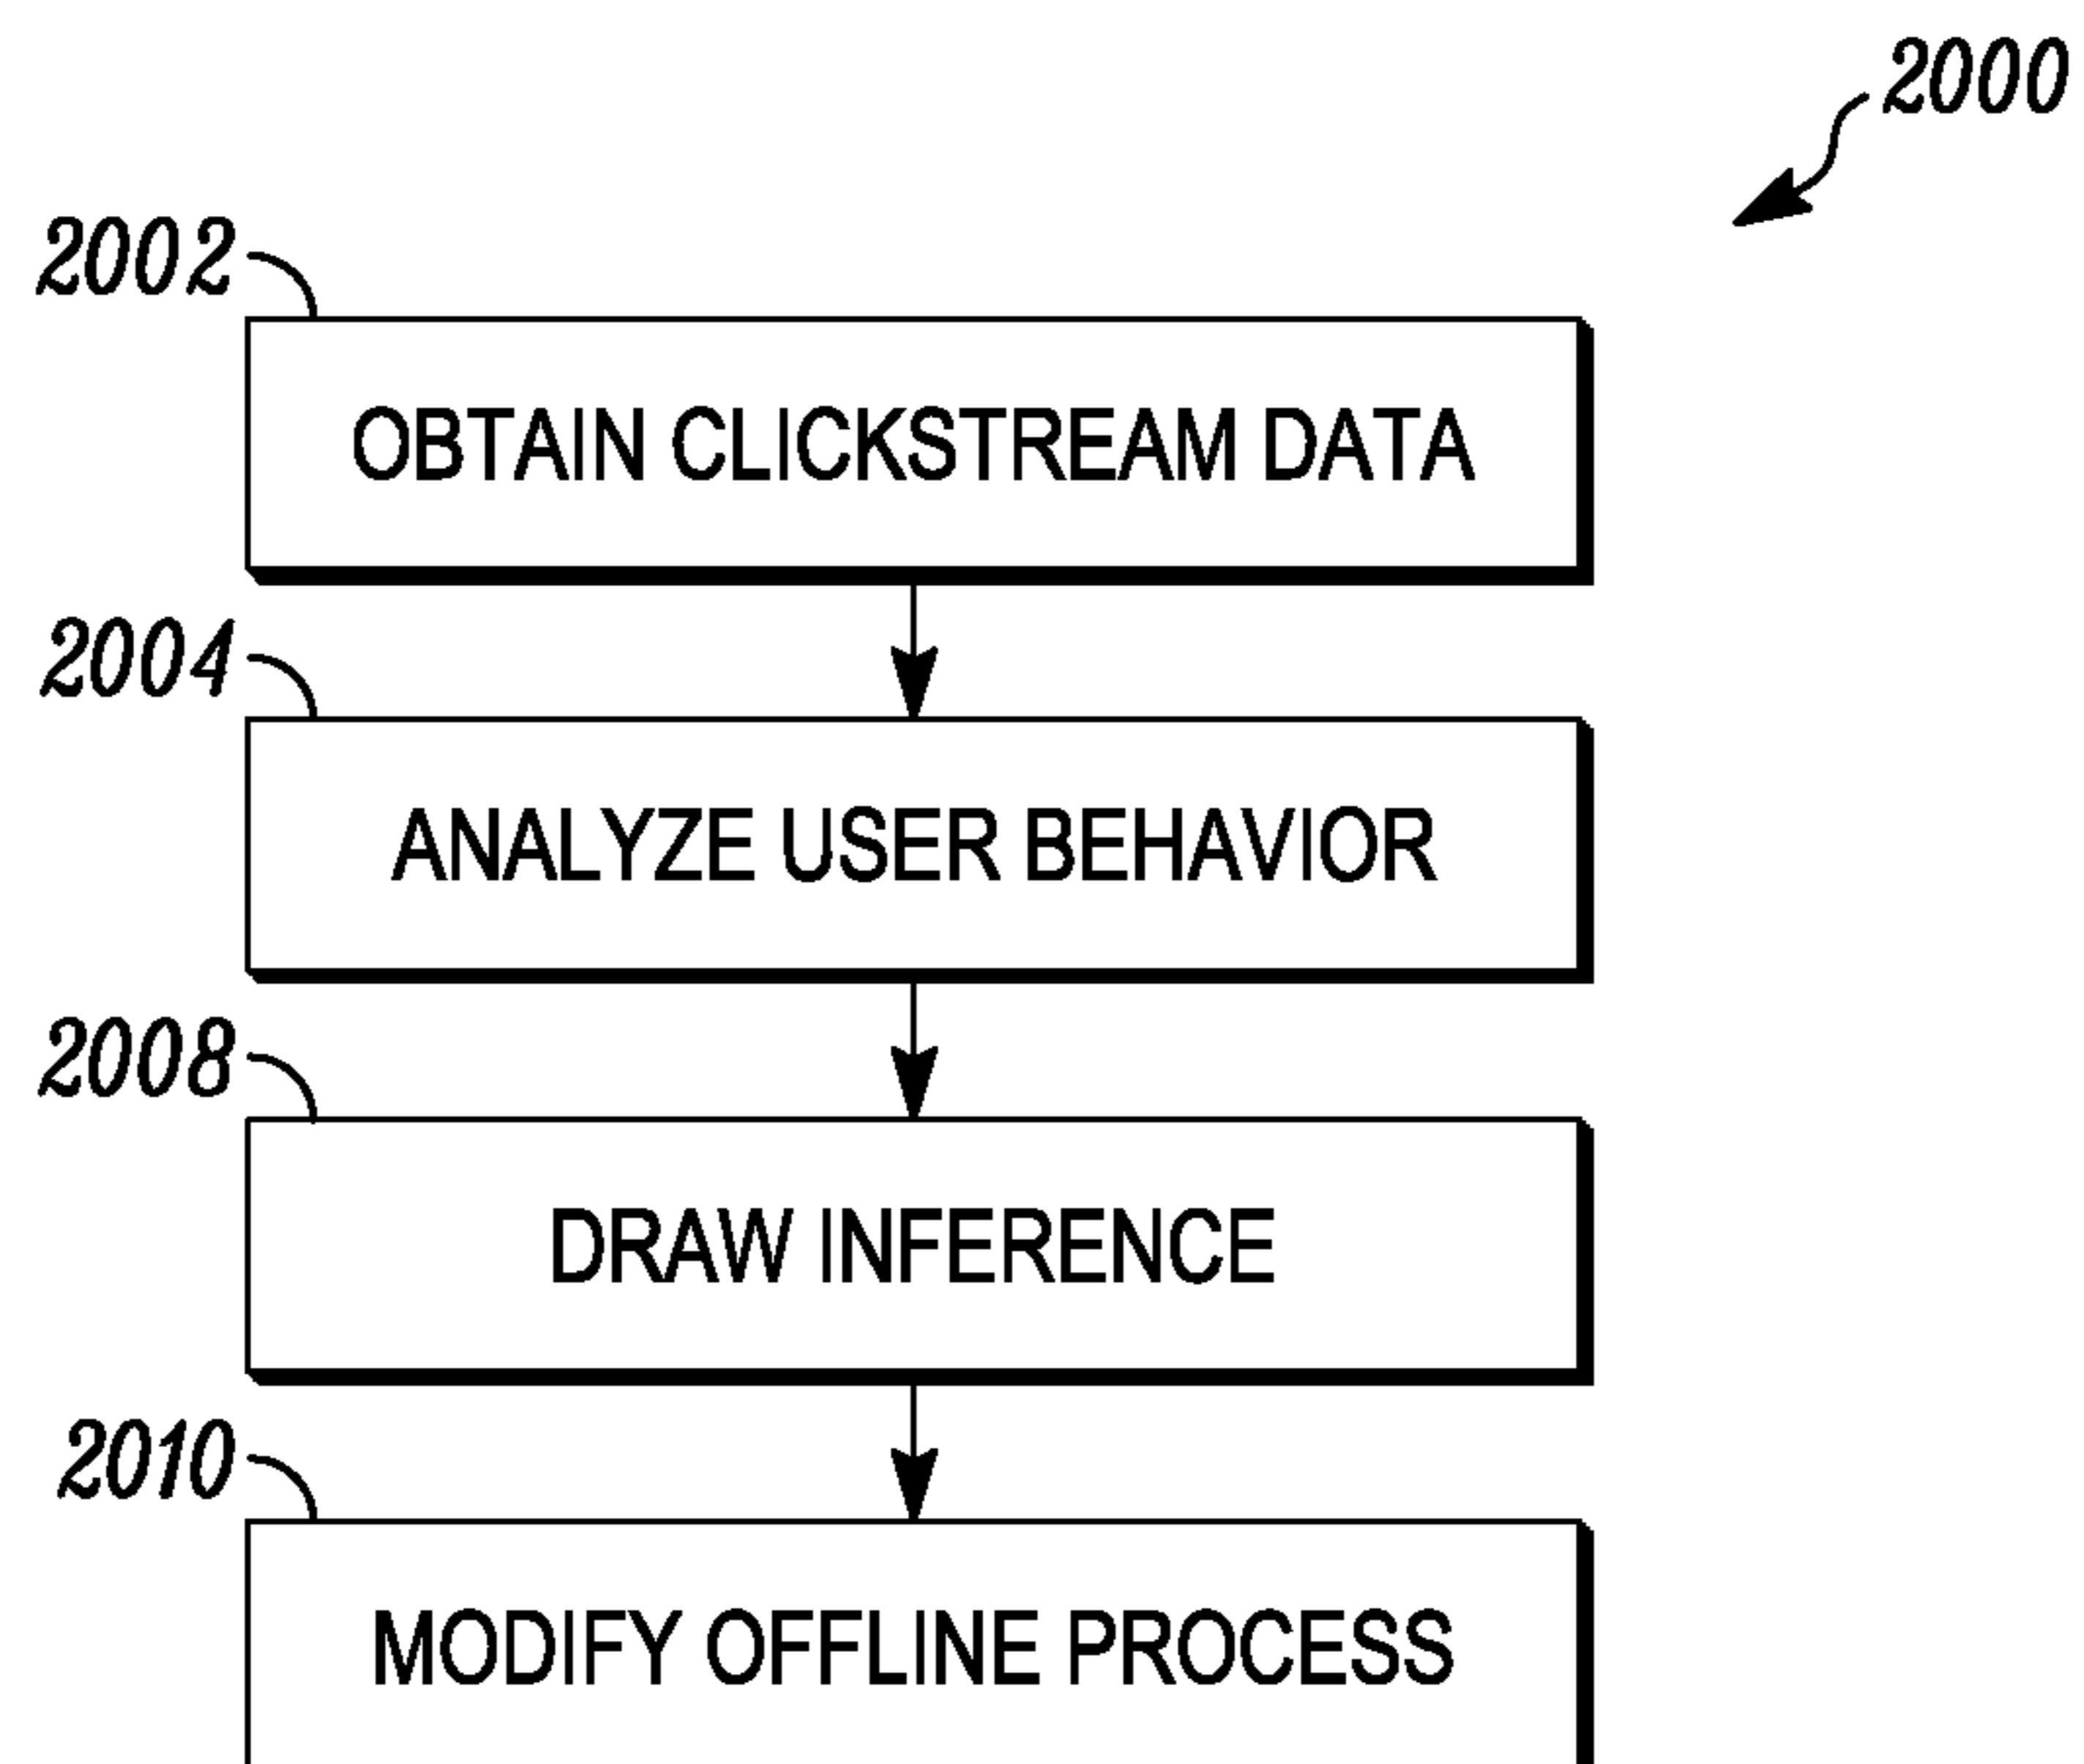 2000
2002
OBTAIN CLICKSTREAM DATA
2004
ANALYZE USER BEHAVIOR
2008
DRAW INFERENCE
2010
MODIFY OFFLINE PROCESS